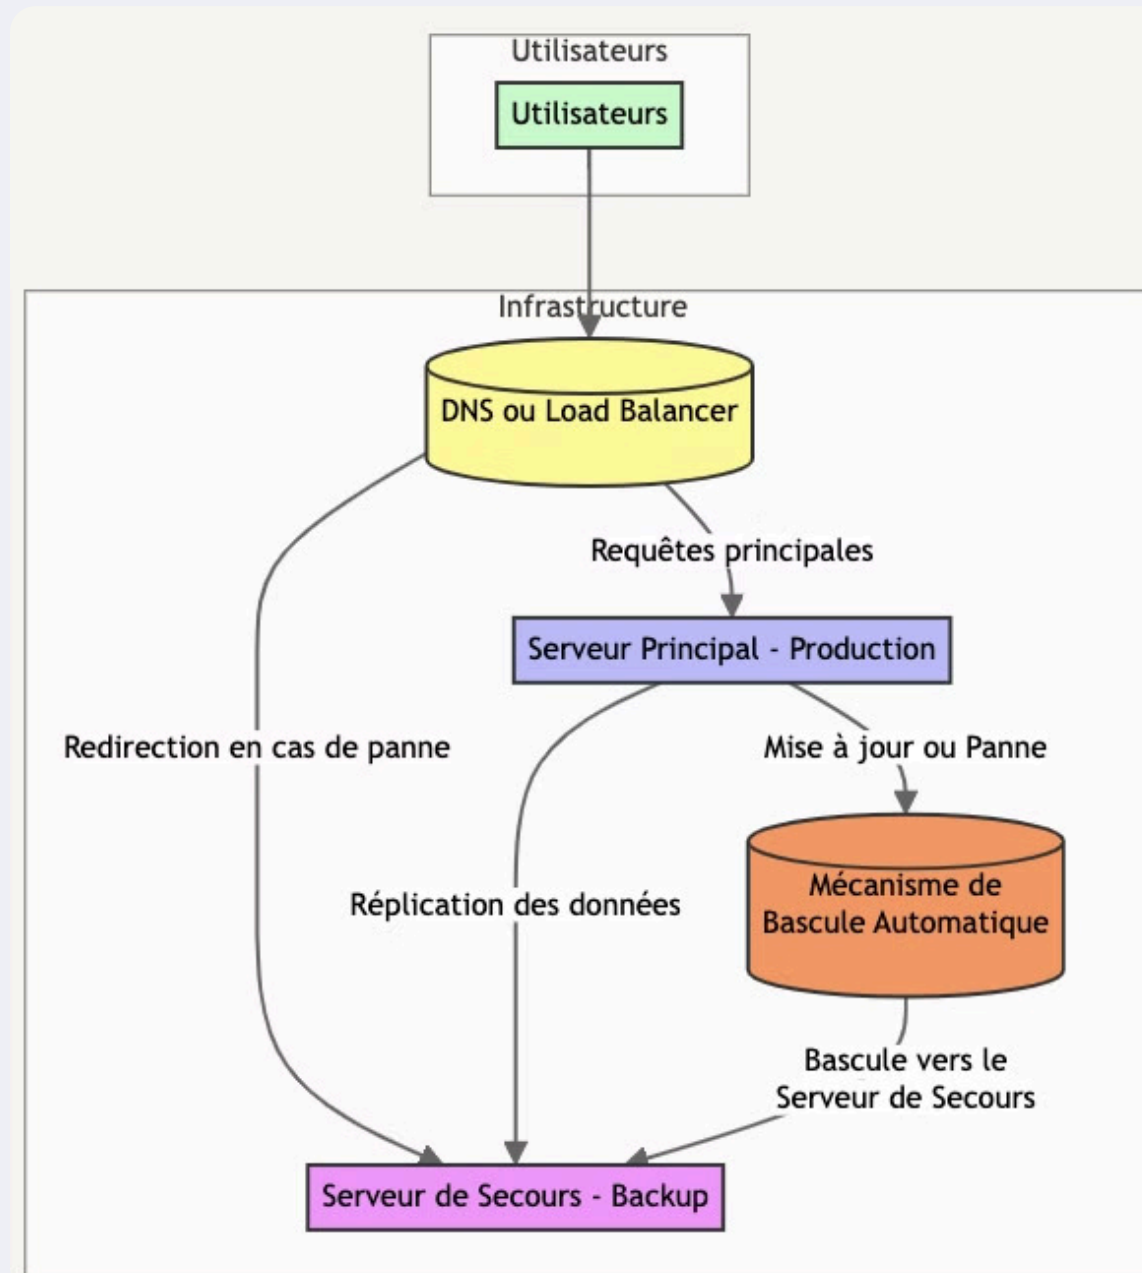 Utilisateurs
Utilisateurs
Infrastructure
DNS ou Load Balancer
Requêtes principales
Serveur Principal - Production
Redirection en cas de panne
Mise à jour ou Panne
Réplication des données
Mécanisme de
Bascule Automatique
Bascule vers le
Serveur de Secours
Serveur de Secours - Backup